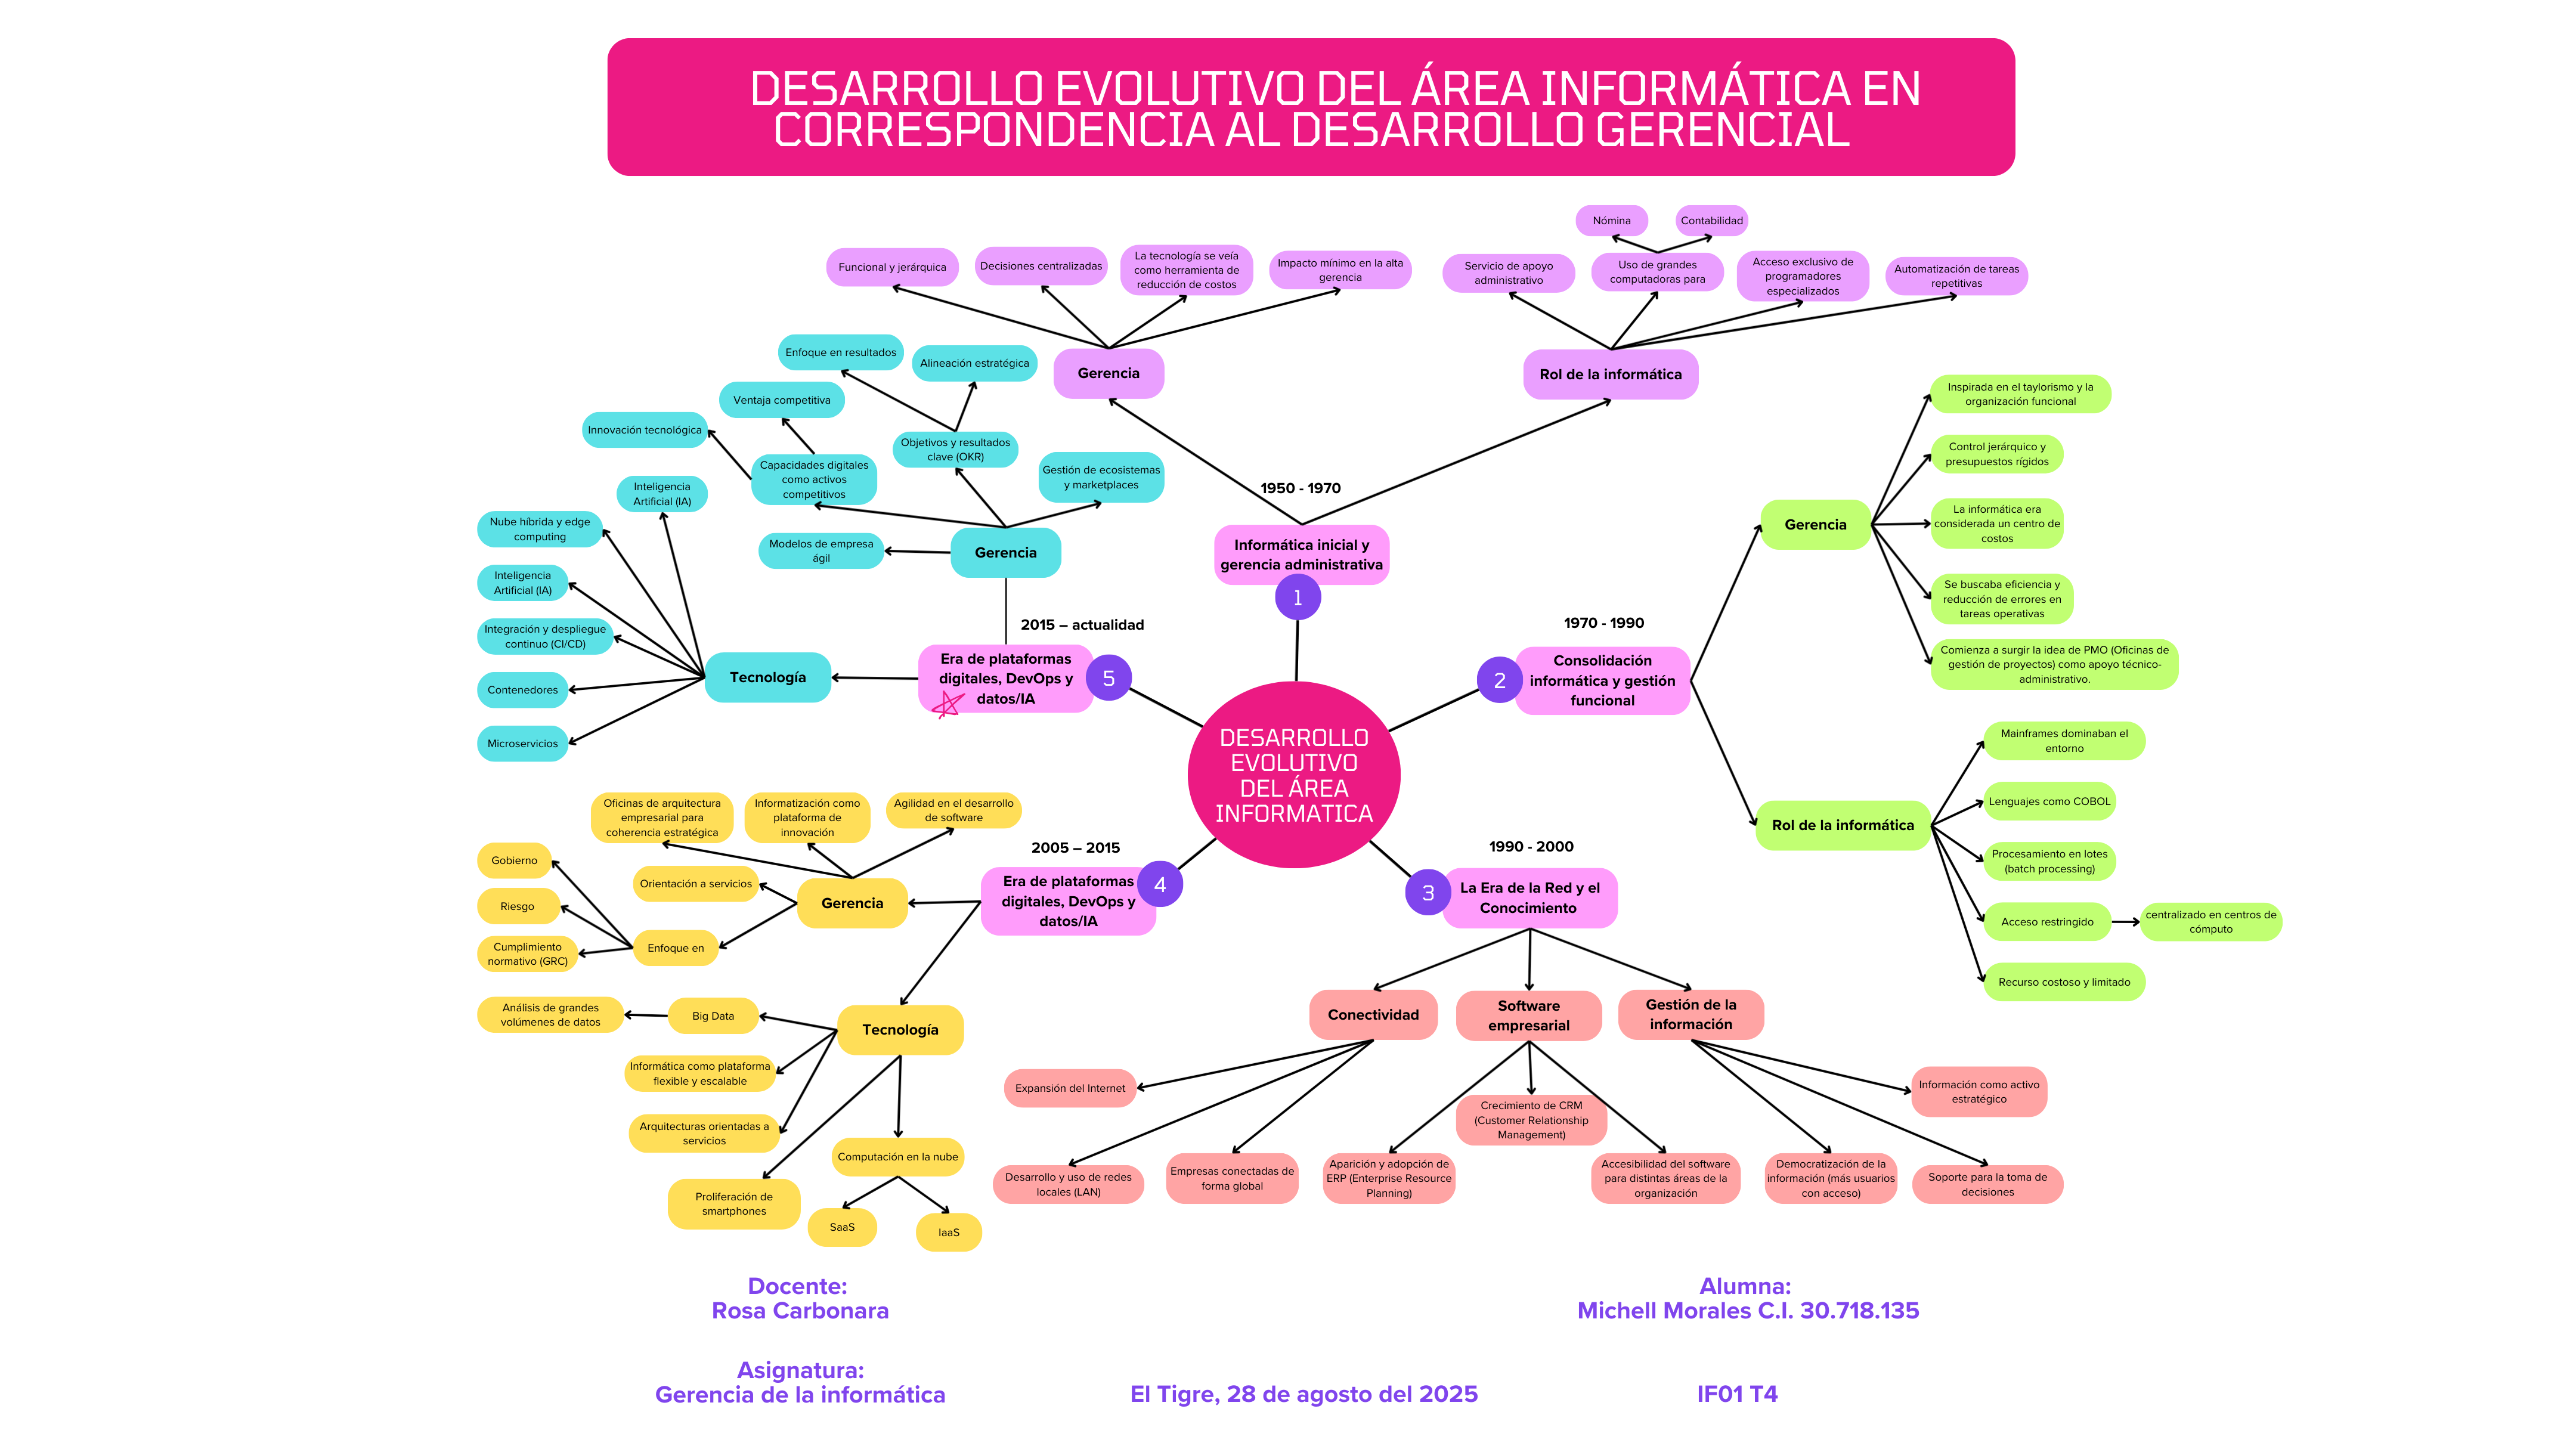 DESARROLLO EVOLUTIVO DEL ÁREA INFORMÁTICA EN
CORRESPONDENCIA AL DESARROLLO GERENCIAL
DESARROLLO
EVOLUTIVO
DEL ÁREA
INFORMATICA
1950 - 1970
Informática inicial y
gerencia administrativa
1
Gerencia
Funcional y jerárquica
Decisiones centralizadas
La tecnología se veía
como herramienta de
reducción de costos
Impacto mínimo en la alta
gerencia
Rol de la informática
Servicio de apoyo
administrativo
Uso de grandes
computadoras para
Nómina
Contabilidad
Acceso exclusivo de
programadores
especializados
Automatización de tareas
repetitivas
1970 - 1990
2
Consolidación
informática y gestión
funcional
Gerencia
Inspirada en el taylorismo y la
organización funcional
Control jerárquico y
presupuestos rígidos
La informática era
considerada un centro de
costos
Se buscaba eficiencia y
reducción de errores en
tareas operativas
Comienza a surgir la idea de PMO (Oficinas de
gestión de proyectos) como apoyo técnico-
administrativo.
Rol de la informática
Mainframes dominaban el
entorno
Lenguajes como COBOL
Procesamiento en lotes
(batch processing)
Acceso restringido
centralizado en centros de
cómputo
Recurso costoso y limitado
1990 - 2000
3
La Era de la Red y el
Conocimiento
Conectividad
Expansión del Internet
Desarrollo y uso de redes
locales (LAN)
Empresas conectadas de
forma global
Software
empresarial
Aparición y adopción de
ERP (Enterprise Resource
Planning)
Crecimiento de CRM
(Customer Relationship
Management)
Accesibilidad del software
para distintas áreas de la
organización
Gestión de la
información
Democratización de la
información (más usuarios
con acceso)
Soporte para la toma de
decisiones
Información como activo
estratégico
2005 – 2015
4
Era de plataformas
digitales, DevOps y
datos/IA
Gerencia
Oficinas de arquitectura
empresarial para
coherencia estratégica
Informatización como
plataforma de
innovación
Agilidad en el desarrollo
de software
Orientación a servicios
Enfoque en
Gobierno
Riesgo
Cumplimiento
normativo (GRC)
Tecnología
Big Data
Análisis de grandes
volúmenes de datos
Informática como plataforma
flexible y escalable
Arquitecturas orientadas a
servicios
Proliferación de
smartphones
Computación en la nube
SaaS
IaaS
2015 – actualidad
5
Era de plataformas
digitales, DevOps y
datos/IA
Gerencia
Modelos de empresa
ágil
Capacidades digitales
como activos
competitivos
Innovación tecnológica
Ventaja competitiva
Objetivos y resultados
clave (OKR)
Enfoque en resultados
Alineación estratégica
Gestión de ecosistemas
y marketplaces
Tecnología
Inteligencia
Artificial (IA)
Nube híbrida y edge
computing
Inteligencia
Artificial (IA)
Integración y despliegue
continuo (CI/CD)
Contenedores
Microservicios
Docente:
Rosa Carbonara
Alumna:
Michell Morales C.I. 30.718.135
Asignatura:
Gerencia de la informática
El Tigre, 28 de agosto del 2025
IF01 T4